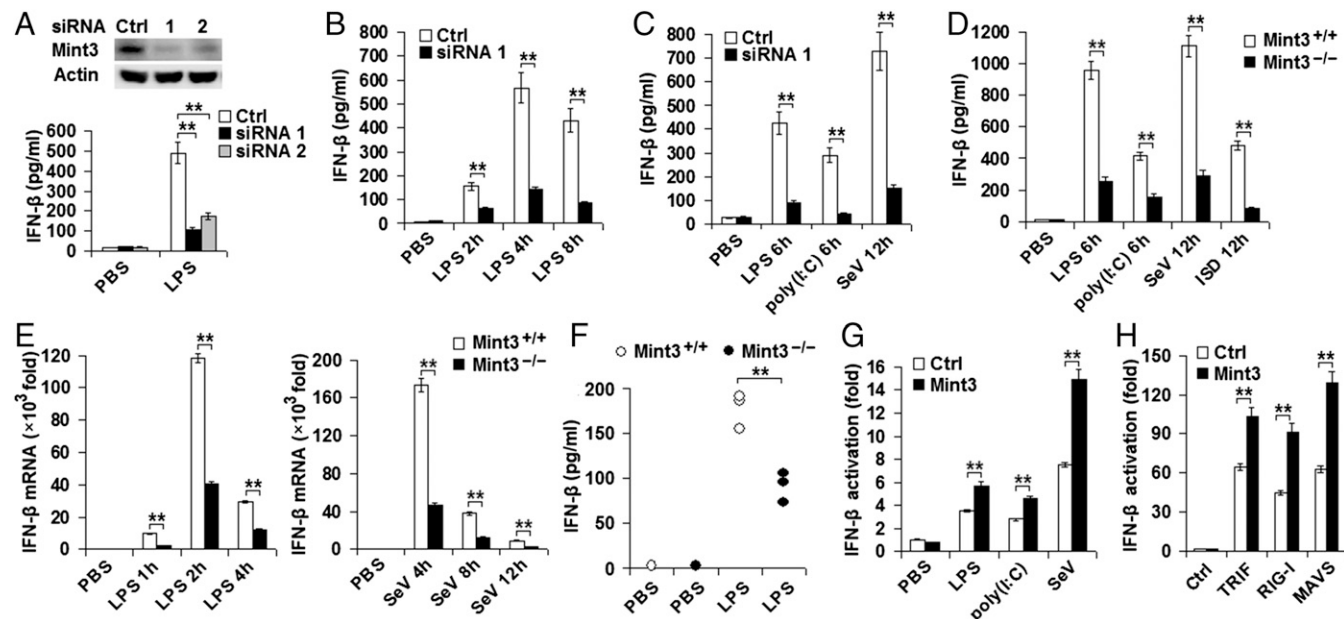 A
siRNA Ctrl 1 2
Mint3
Actin
Ctrl
siRNA 1
siRNA 2
IFN-β (pg/ml)
600
500
400
300
200
100
0
**
**
PBS
LPS
B
Ctrl
siRNA 1
IFN-β (pg/ml)
800
700
600
500
400
300
200
100
0
**
**
**
PBS
LPS 2h
LPS 4h
LPS 8h
C
Ctrl
siRNA 1
IFN-β (pg/ml)
800
700
600
500
400
300
200
100
0
**
**
**
PBS
LPS 6h
poly(I:C) 6h
SeV 12h
D
Mint3+/+
Mint3−/−
IFN-β (pg/ml)
1200
1000
800
600
400
200
0
**
**
**
**
PBS
LPS 6h
poly(I:C) 6h
SeV 12h
ISD 12h
E
IFN-β mRNA (×10³ fold)
120
100
80
60
40
20
0
**
**
**
PBS
LPS 1h
LPS 2h
LPS 4h
Mint3+/+
Mint3−/−
IFN-β mRNA (×10³ fold)
200
160
120
80
40
0
**
**
**
PBS
SeV 4h
SeV 8h
SeV 12h
F
Mint3+/+ Mint3−/−
IFN-β (pg/ml)
200
150
100
50
0
**
PBS
PBS
LPS
LPS
G
Ctrl
Mint3
IFN-β activation (fold)
16
14
12
10
8
6
4
2
0
**
**
**
PBS
LPS
poly(I:C)
SeV
H
Ctrl
Mint3
IFN-β activation (fold)
150
120
90
60
30
0
**
**
**
Ctrl
TRIF
RIG-I
MAVS